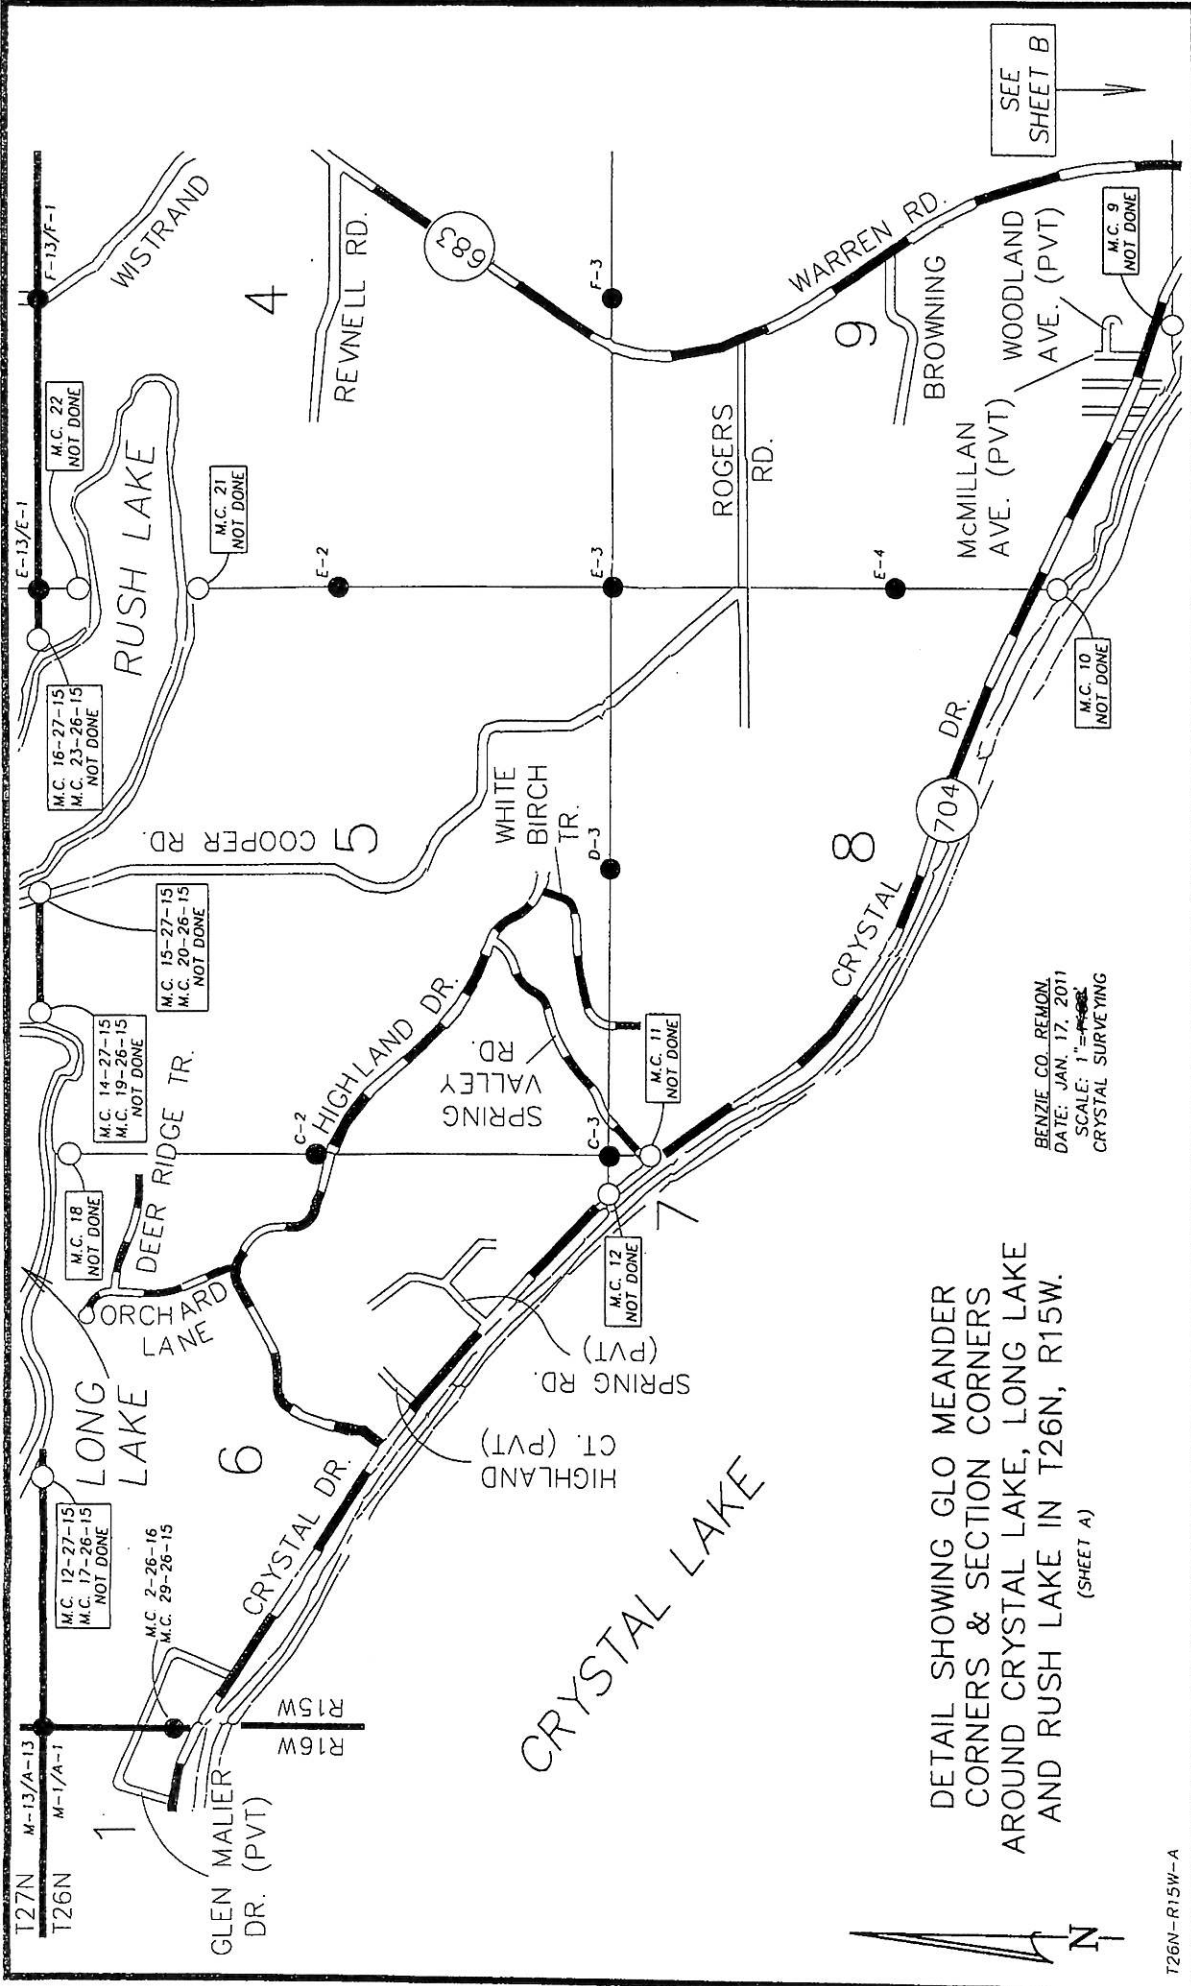 T27N
T26N
M-13/A-13
M-1/A-1
1
GLEN MALIER
DR. (PVT)
R16W
R15W
M.C. 2-26-16
M.C. 29-26-15
M.C. 12-27-15
M.C. 17-26-15
NOT DONE
LONG
LAKE
6
CRYSTAL DR.
HIGHLAND
CT. (PVT)
SPRING RD.
(PVT)
ORCHARD
LANE
DEER RIDGE TR.
M.C. 18
NOT DONE
M.C. 14-27-15
M.C. 19-26-15
NOT DONE
M.C. 15-27-15
M.C. 20-26-15
NOT DONE
C-2
HIGHLAND DR.
SPRING
VALLEY
RD.
C-3
M.C. 12
NOT DONE
M.C. 11
NOT DONE
7
WHITE
BIRCH
TR.
D-3
COOPER RD.
5
M.C. 16-27-15
M.C. 23-26-15
NOT DONE
E-13/E-1
M.C. 22
NOT DONE
RUSH LAKE
M.C. 21
NOT DONE
E-2
E-3
E-4
F-13/F-1
WISTRAND
4
REVNELL RD.
683
F-3
ROGERS
RD.
WARREN RD.
9
BROWNING
McMILLAN
AVE. (PVT)
WOODLAND
AVE. (PVT)
M.C. 9
NOT DONE
SEE
SHEET B
M.C. 10
NOT DONE
8
CRYSTAL
704
DR.
CRYSTAL LAKE
DETAIL SHOWING GLO MEANDER
CORNERS & SECTION CORNERS
AROUND CRYSTAL LAKE, LONG LAKE
AND RUSH LAKE IN T26N, R15W.
(SHEET A)
BENZIE CO. REMON.
DATE: JAN. 17, 2011
SCALE: 1"=
CRYSTAL SURVEYING
N
T26N-R15W-A